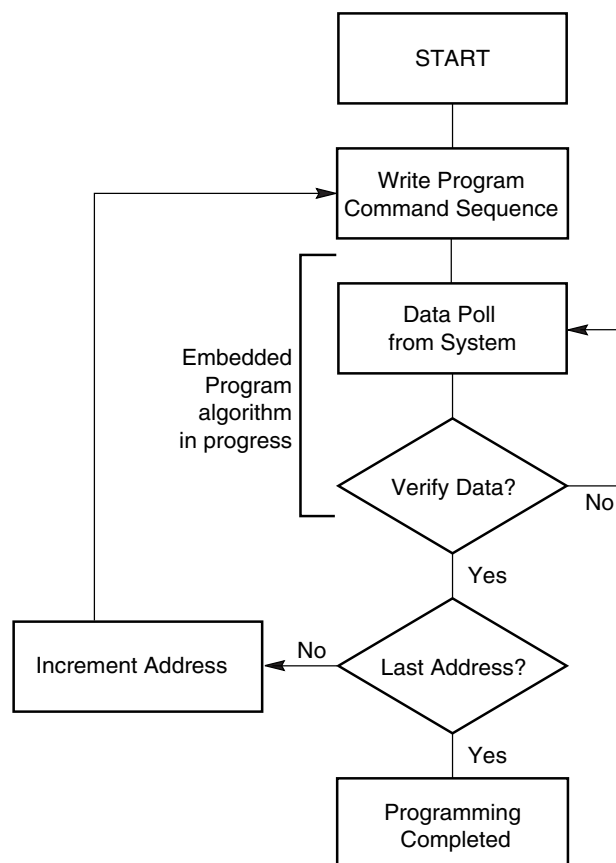 START
Write Program
Command Sequence
Data Poll
from System
Embedded
Program
algorithm
in progress
Verify Data?
No
Yes
Increment Address
No
Last Address?
Yes
Programming
Completed